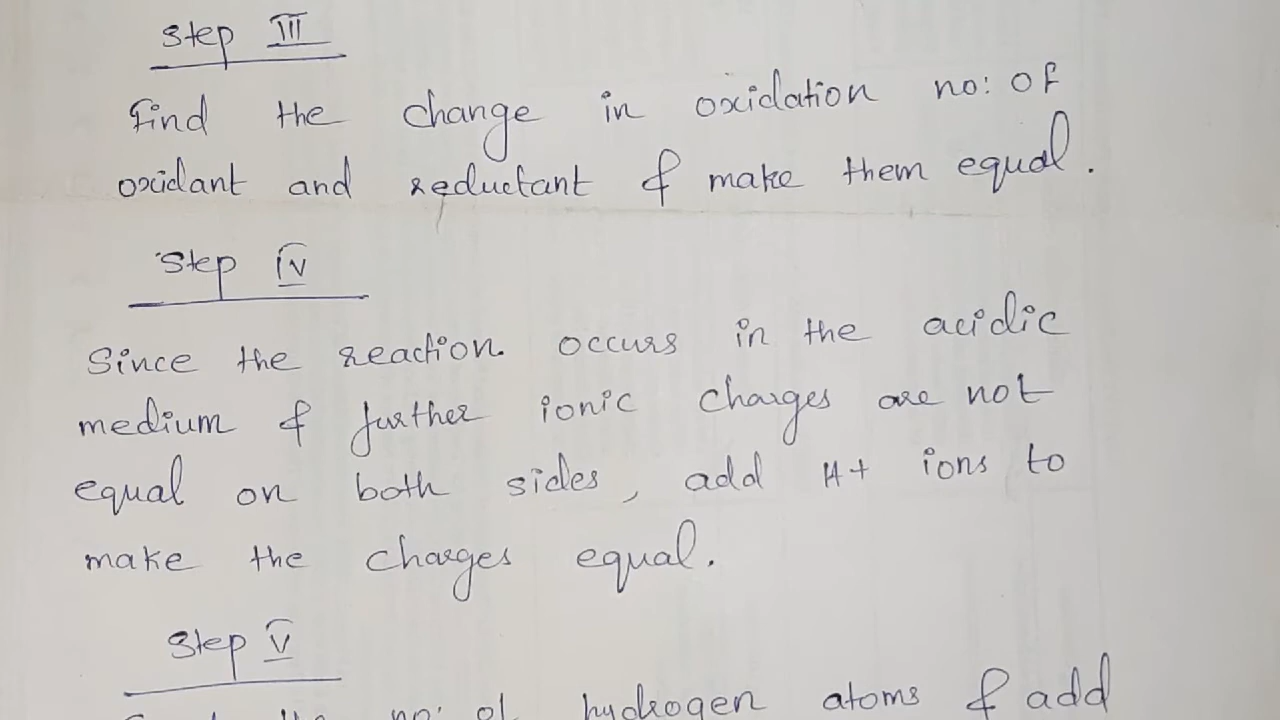 Step III
Find the change in oxidation no: of
oxidant and reductant & make them equal.
Step IV
Since the reaction occurs in the acidic
medium & further ionic charges are not
equal on both sides, add H+ ions to
make the charges equal.
Step V
no: of hydrogen atoms & add